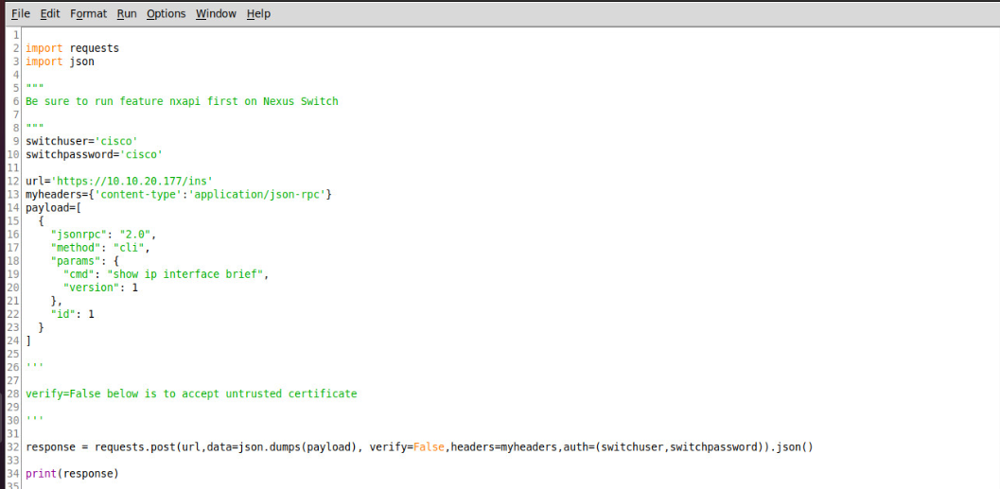 File Edit Format Run Options Window Help
1
2 import requests
3 import json
4
5 """
6 Be sure to run feature nxapi first on Nexus Switch
7
8 """
9 switchuser='cisco'
10 switchpassword='cisco'
11
12 url='https://10.10.20.177/ins'
13 myheaders={'content-type':'application/json-rpc'}
14 payload=[
15   {
16     "jsonrpc": "2.0",
17     "method": "cli",
18     "params": {
19       "cmd": "show ip interface brief",
20       "version": 1
21     },
22     "id": 1
23   }
24 ]
25
26 '''
27
28 verify=False below is to accept untrusted certificate
29
30 '''
31
32 response = requests.post(url,data=json.dumps(payload), verify=False,headers=myheaders,auth=(switchuser,switchpassword)).json()
33
34 print(response)
35